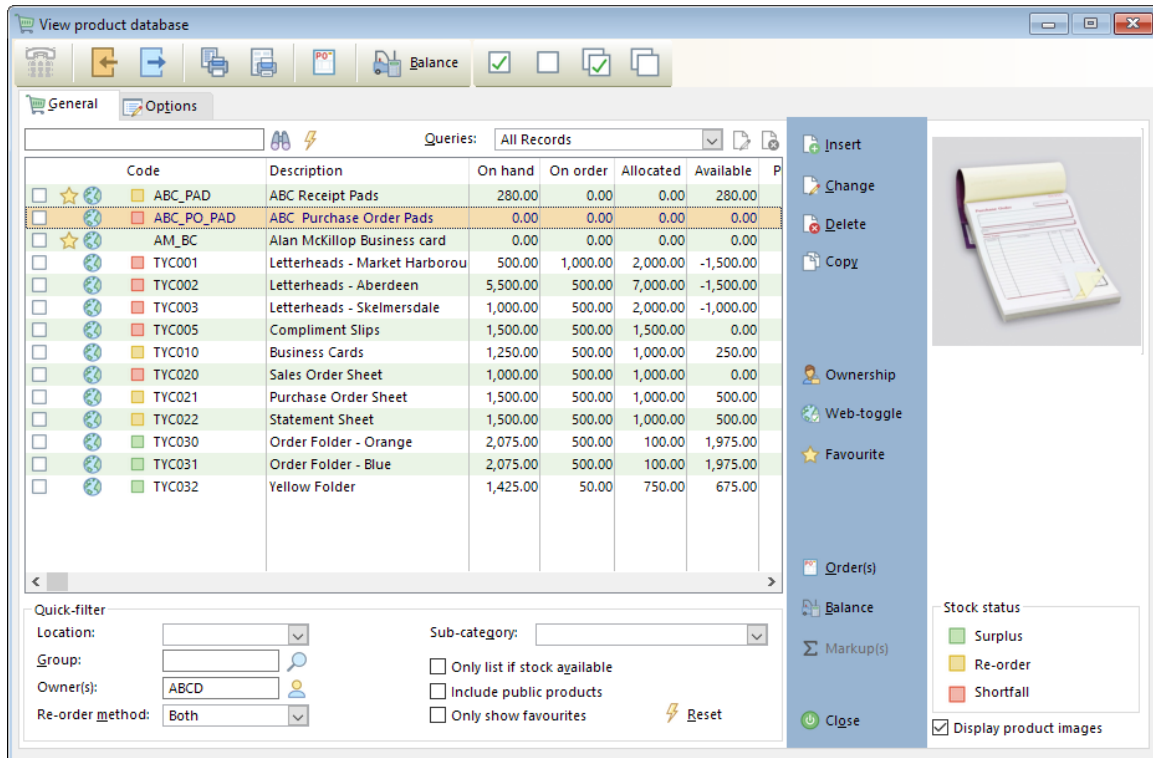 View product database
PO" Balance
General Options
Queries: All Records
Code Description On hand On order Allocated Available P
ABC_PAD ABC Receipt Pads 280.00 0.00 0.00 280.00
ABC_PO_PAD ABC Purchase Order Pads 0.00 0.00 0.00 0.00
AM_BC Alan McKillop Business card 0.00 0.00 0.00 0.00
TYC001 Letterheads - Market Harborou 500.00 1,000.00 2,000.00 -1,500.00
TYC002 Letterheads - Aberdeen 5,500.00 500.00 7,000.00 -1,500.00
TYC003 Letterheads - Skelmersdale 1,000.00 500.00 2,000.00 -1,000.00
TYC005 Compliment Slips 1,500.00 500.00 1,500.00 0.00
TYC010 Business Cards 1,250.00 500.00 1,000.00 250.00
TYC020 Sales Order Sheet 1,000.00 500.00 1,000.00 0.00
TYC021 Purchase Order Sheet 1,500.00 500.00 1,000.00 500.00
TYC022 Statement Sheet 1,500.00 500.00 1,000.00 500.00
TYC030 Order Folder - Orange 2,075.00 500.00 100.00 1,975.00
TYC031 Order Folder - Blue 2,075.00 500.00 100.00 1,975.00
TYC032 Yellow Folder 1,425.00 50.00 750.00 675.00
Quick-filter
Location:
Group:
Owner(s): ABCD
Re-order method: Both
Sub-category:
Only list if stock available
Include public products
Only show favourites
Reset
Insert
Change
Delete
Copy
Ownership
Web-toggle
Favourite
Order(s)
Balance
Markup(s)
Close
Purchase Order
Stock status
Surplus
Re-order
Shortfall
Display product images